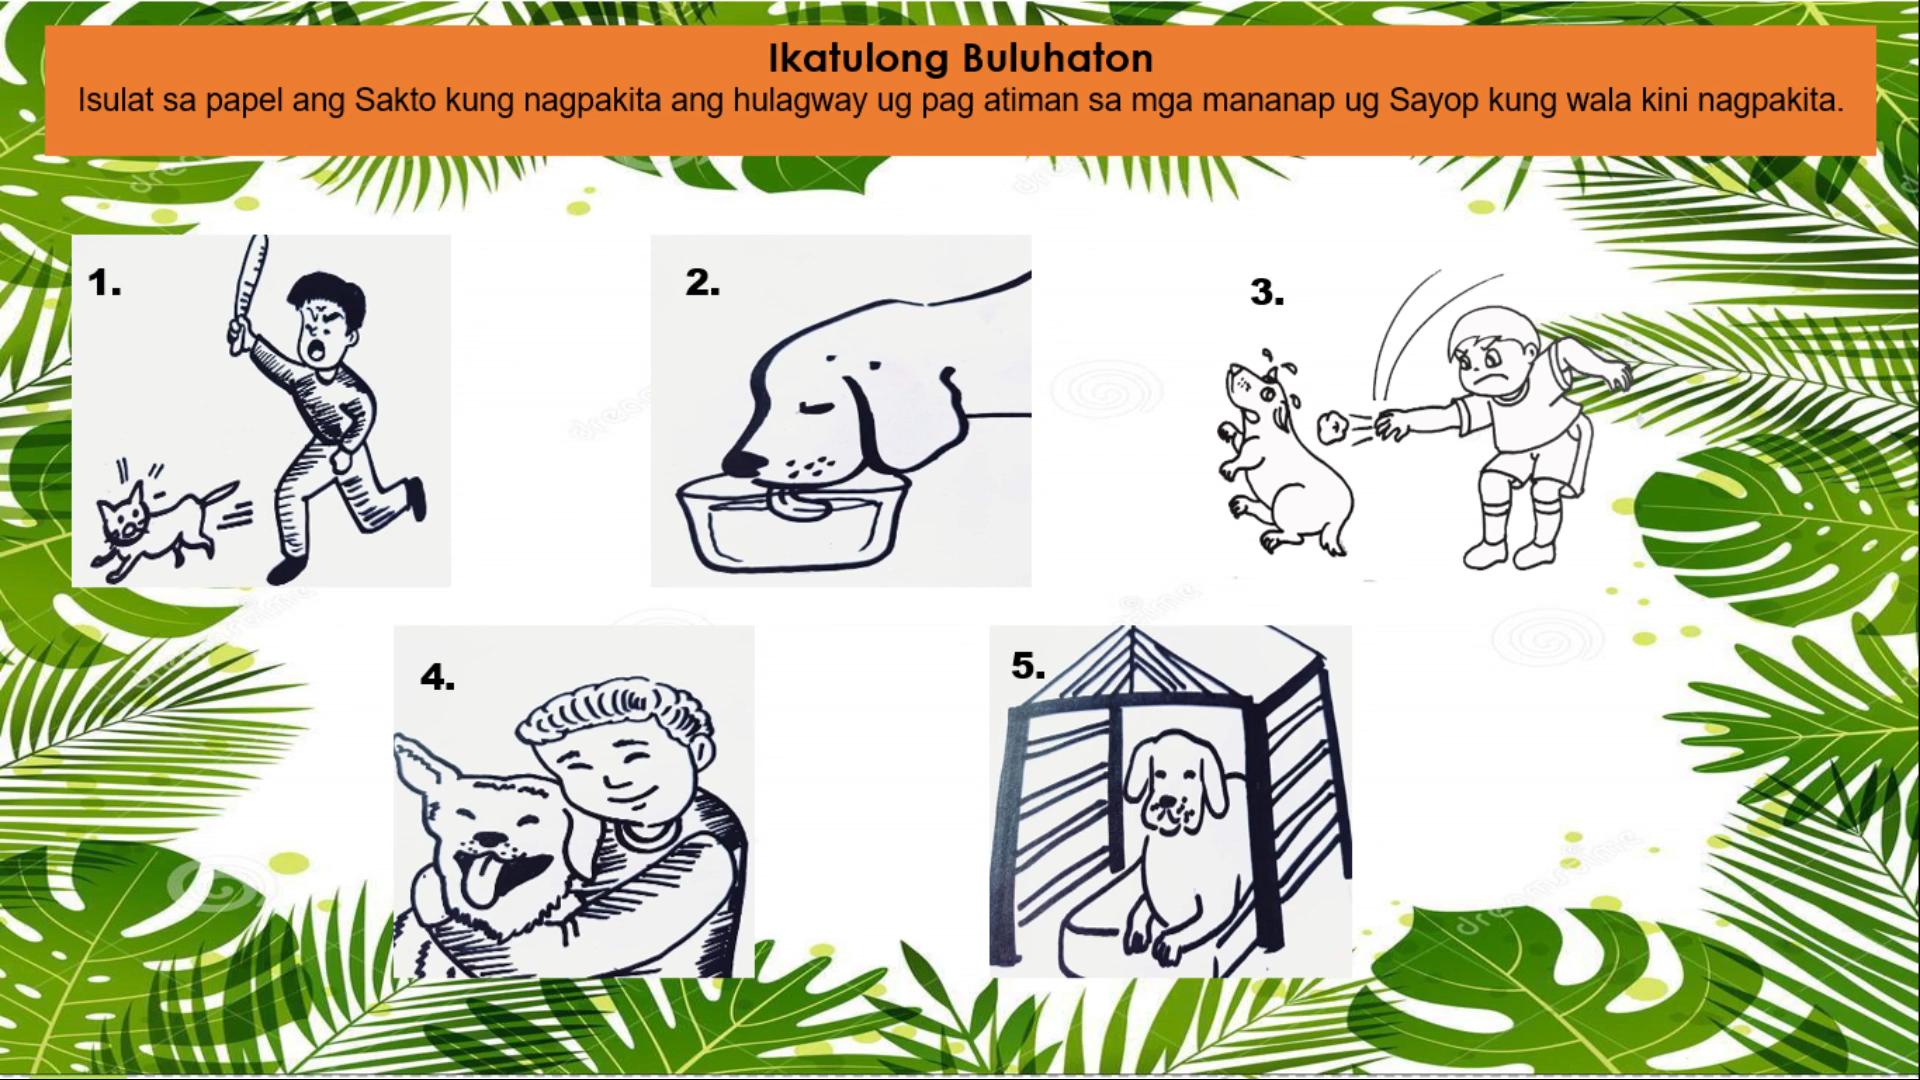 Ikatulong Buluhaton
Isulat sa papel ang Sakto kung nagpakita ang hulagway ug pag atiman sa mga mananap ug Sayop kung wala kini nagpakita.
1.
2.
3.
4.
5.